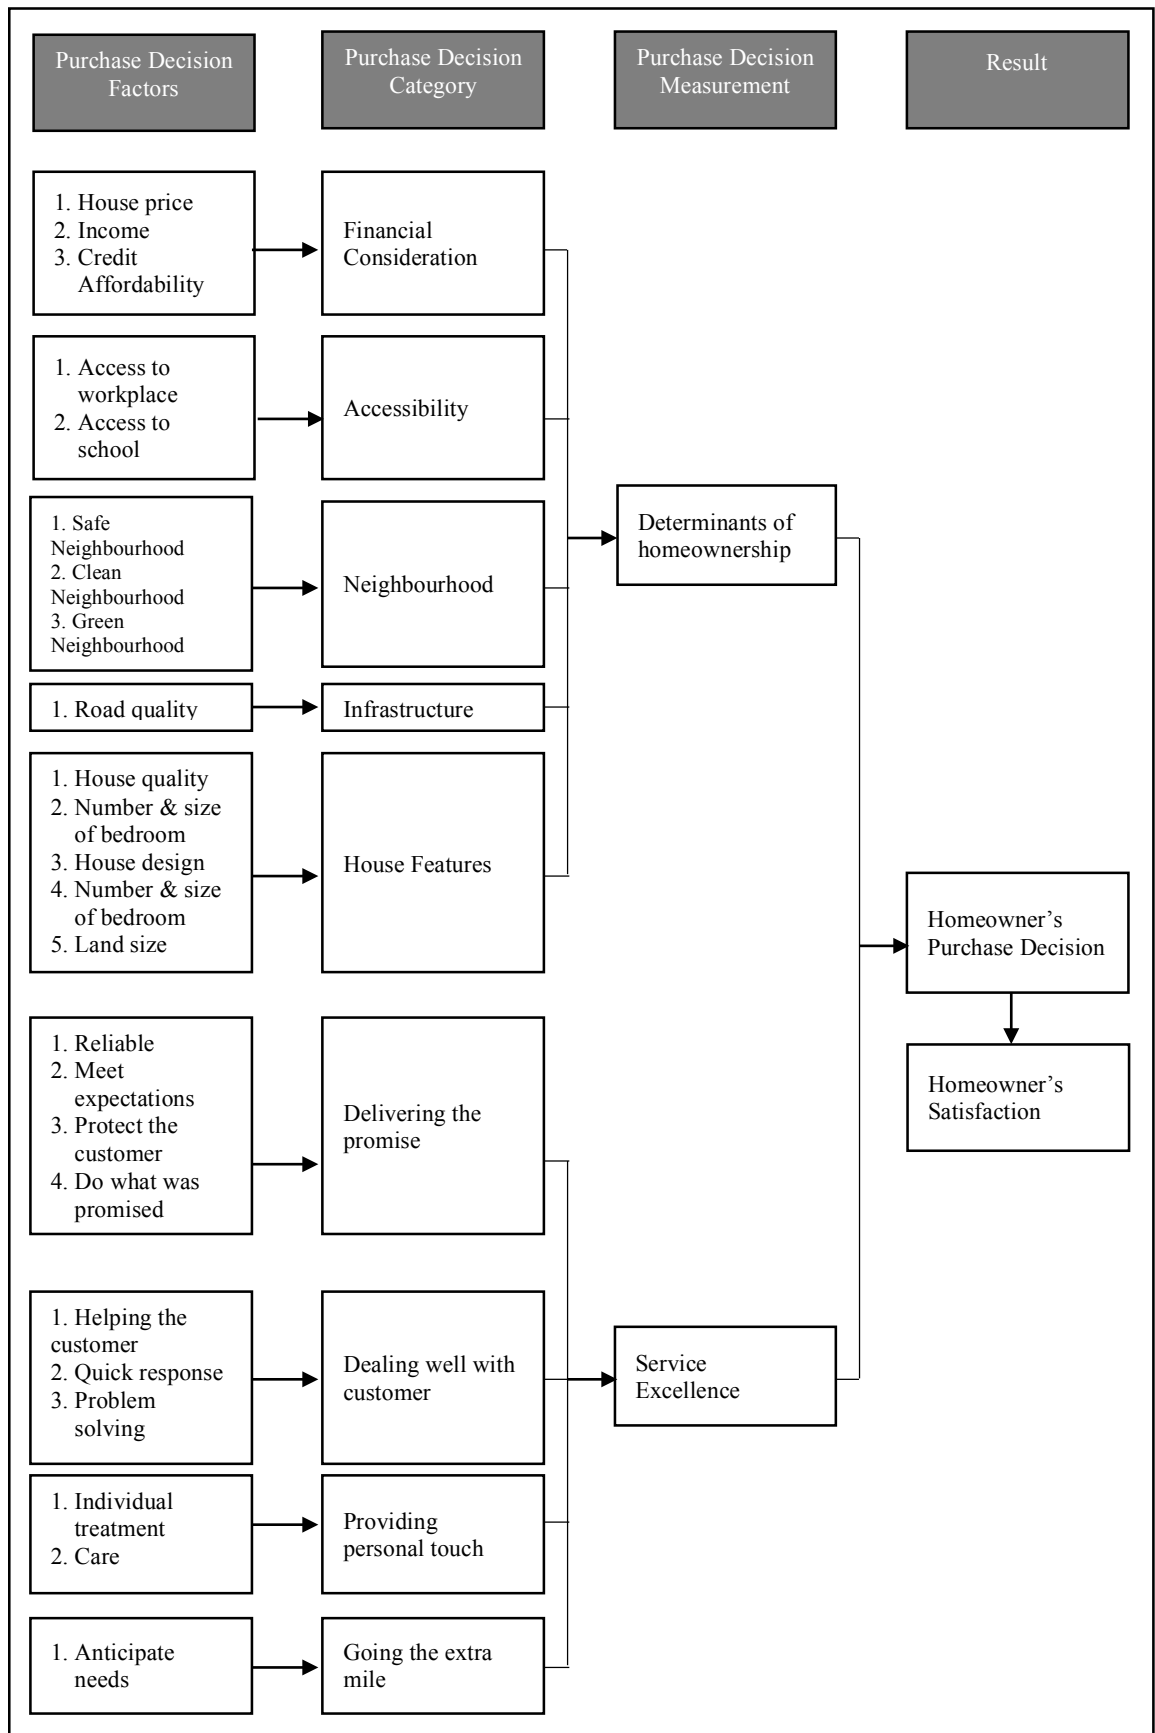 Purchase Decision
Factors
Purchase Decision
Category
Purchase Decision
Measurement
Result
1. House price
2. Income
3. Credit
Affordability
Financial
Consideration
1. Access to
workplace
2. Access to
school
Accessibility
1. Safe
Neighbourhood
2. Clean
Neighbourhood
3. Green
Neighbourhood
Neighbourhood
Determinants of
homeownership
1. Road quality
Infrastructure
1. House quality
2. Number & size
of bedroom
3. House design
4. Number & size
of bedroom
5. Land size
House Features
Homeowner’s
Purchase Decision
1. Reliable
2. Meet
expectations
3. Protect the
customer
4. Do what was
promised
Delivering the
promise
Homeowner’s
Satisfaction
1. Helping the
customer
2. Quick response
3. Problem
solving
Dealing well with
customer
Service
Excellence
1. Individual
treatment
2. Care
Providing
personal touch
1. Anticipate
needs
Going the extra
mile